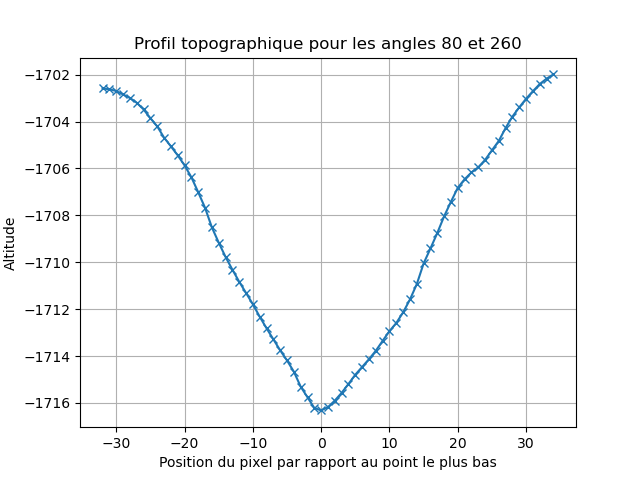 Profil topographique pour les angles 80 et 260
−1702
−1704
−1706
−1708
−1710
−1712
−1714
−1716
Altitude
−30 −20 −10 0 10 20 30
Position du pixel par rapport au point le plus bas